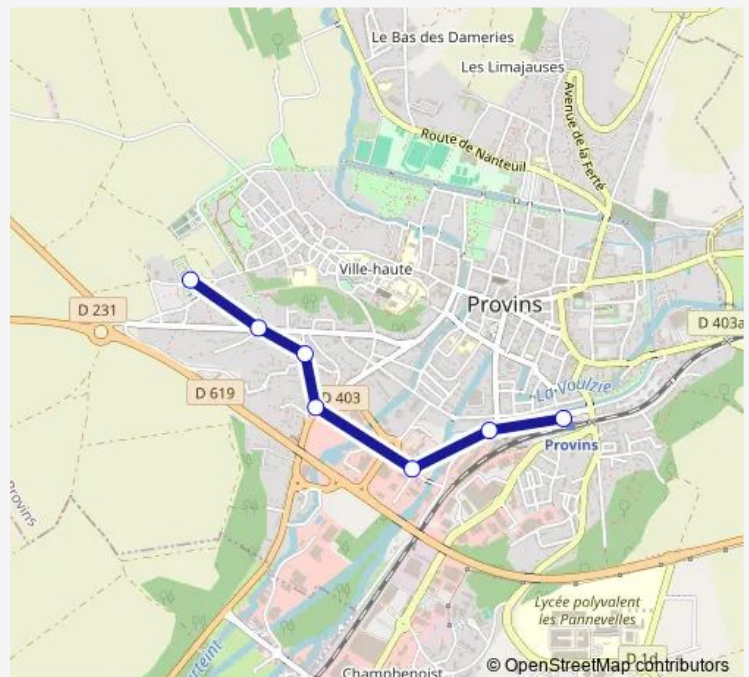 Le Bas des Dameries
Les Limajauses
Avenue de la Ferté
Route de Nanteuil
Ville-haute
Provins
D 231
D 403a
D 619
D 403
La Voulzie
Provins
Provins
Lycée polyvalent
les Pannevelles
D 1d
Champbenoist
© OpenStreetMap contributors